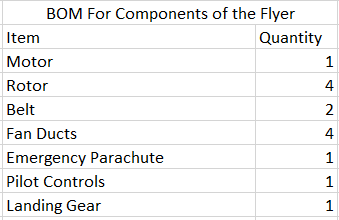 BOM For Components of the Flyer
Item Quantity
Motor 1
Rotor 4
Belt 2
Fan Ducts 4
Emergency Parachute 1
Pilot Controls 1
Landing Gear 1